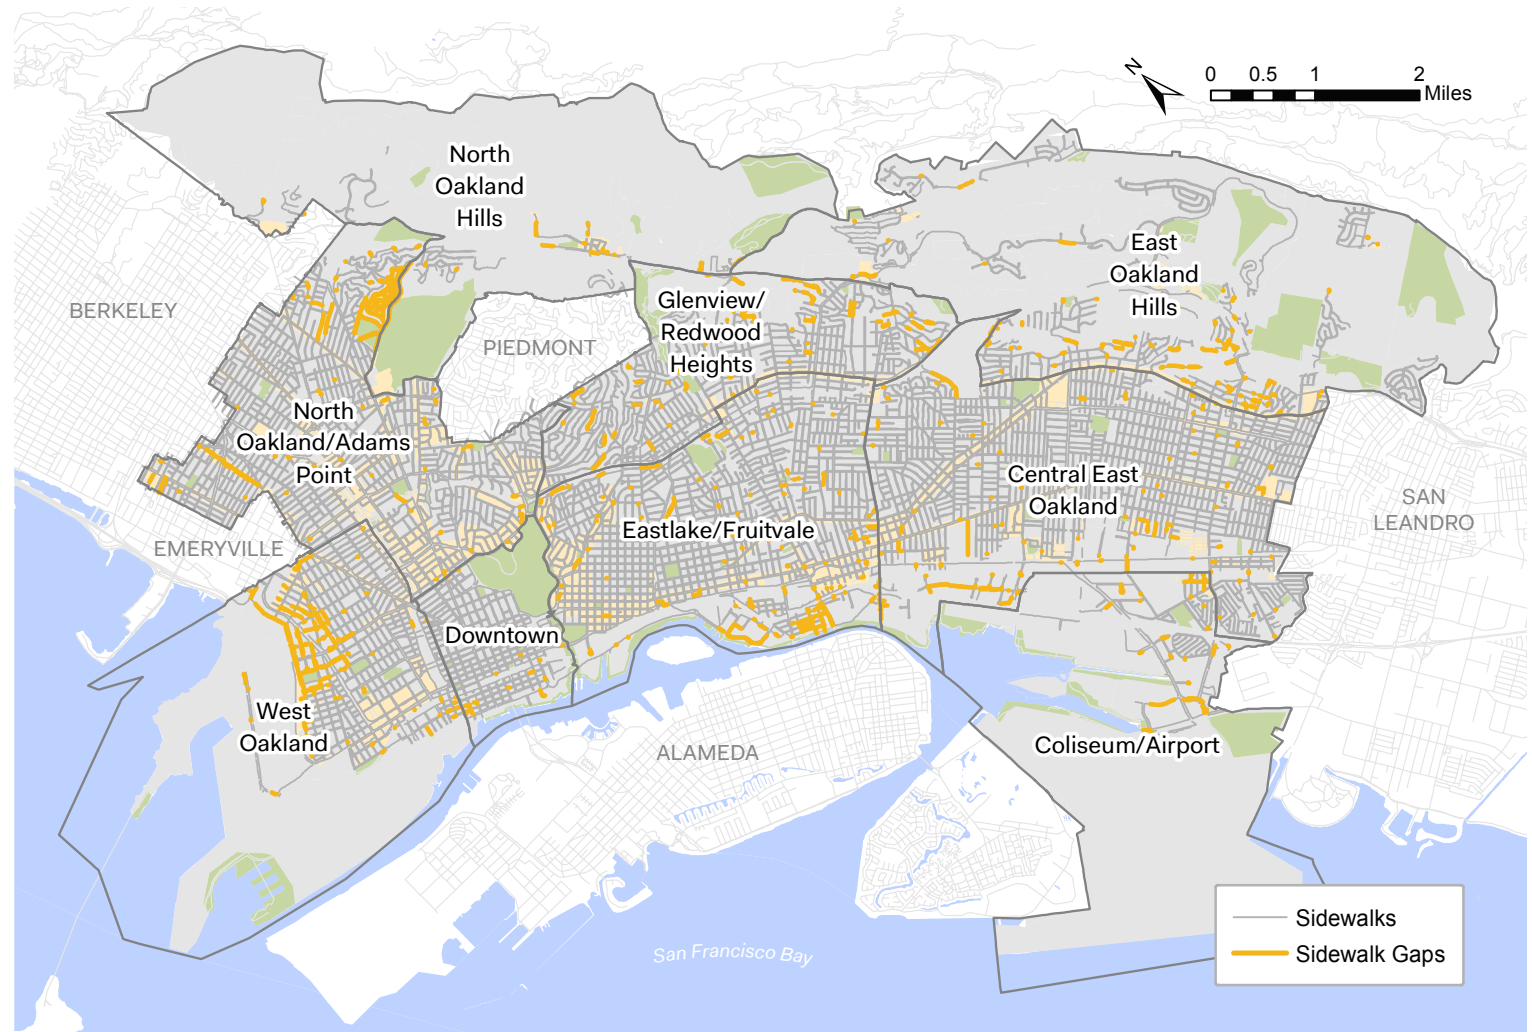 N
0 0.5 1 2
Miles
North
Oakland
Hills
East
Oakland
Hills
BERKELEY
Glenview/
Redwood
Heights
PIEDMONT
North
Oakland/Adams
Point
Central East
Oakland
SAN
LEANDRO
Eastlake/Fruitvale
EMERYVILLE
Downtown
West
Oakland
ALAMEDA
Coliseum/Airport
San Francisco Bay
Sidewalks
Sidewalk Gaps